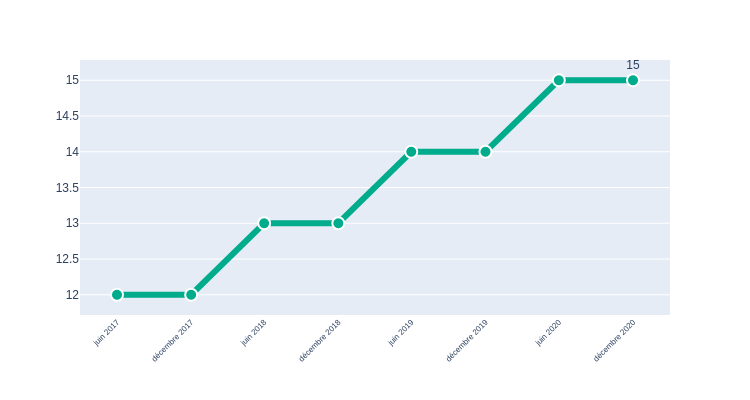 15
15
14.5
14
13.5
13
12.5
12
juin 2017
décembre 2017
juin 2018
décembre 2018
juin 2019
décembre 2019
juin 2020
décembre 2020